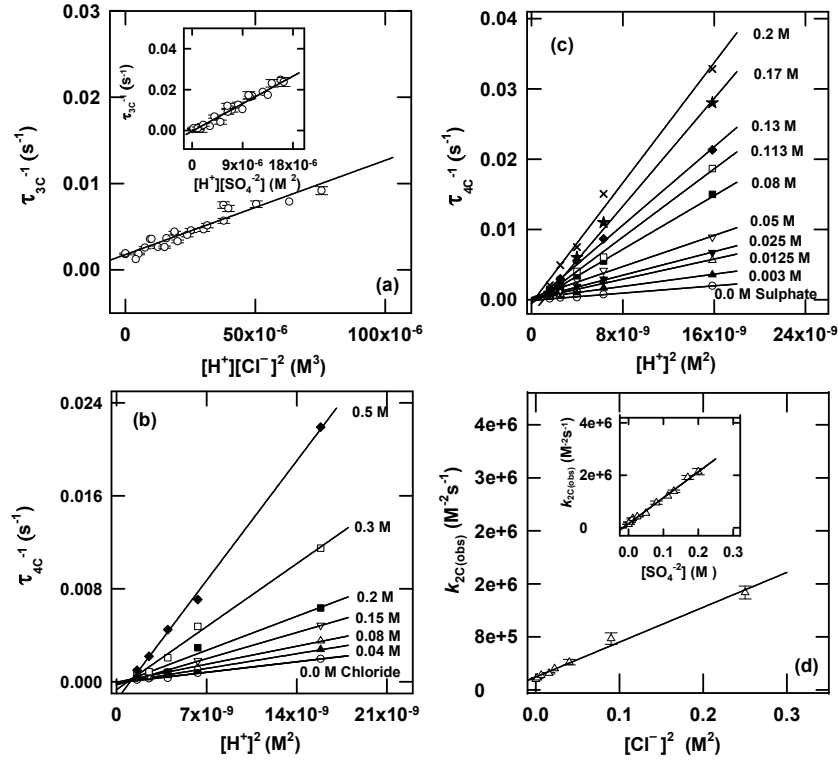 0.03
0.02
0.01
0.00
τ3C-1 (s-1)
0.04
0.02
0.00
τ3C-1 (s-1)
0
9x10-6
18x10-6
[H+][SO4-2] (M2)
(a)
0
50x10-6
100x10-6
[H+][Cl−]2 (M3)
0.04
0.03
0.02
0.01
0.00
τ4C-1 (s-1)
(c)
0.2 M
0.17 M
0.13 M
0.113 M
0.08 M
0.05 M
0.025 M
0.0125 M
0.003 M
0.0 M Sulphate
0
8x10-9
16x10-9
24x10-9
[H+]2 (M2)
0.024
0.016
0.008
0.000
τ4C-1 (s-1)
(b)
0.5 M
0.3 M
0.2 M
0.15 M
0.08 M
0.04 M
0.0 M Chloride
0
7x10-9
14x10-9
21x10-9
[H+]2 (M2)
4e+6
3e+6
2e+6
2e+6
8e+5
0
k2C(obs) (M-2s-1)
4e+6
2e+6
0
k2C(obs) (M-2s-1)
0.0
0.1
0.2
0.3
[SO4-2] (M )
(d)
0.0
0.1
0.2
0.3
[Cl−]2 (M2)